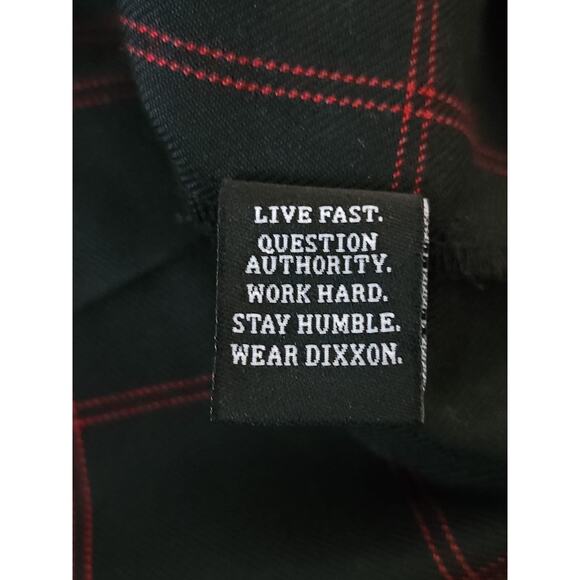 LIVE FAST.
QUESTION
AUTHORITY.
WORK HARD.
STAY HUMBLE.
WEAR DIXXON.